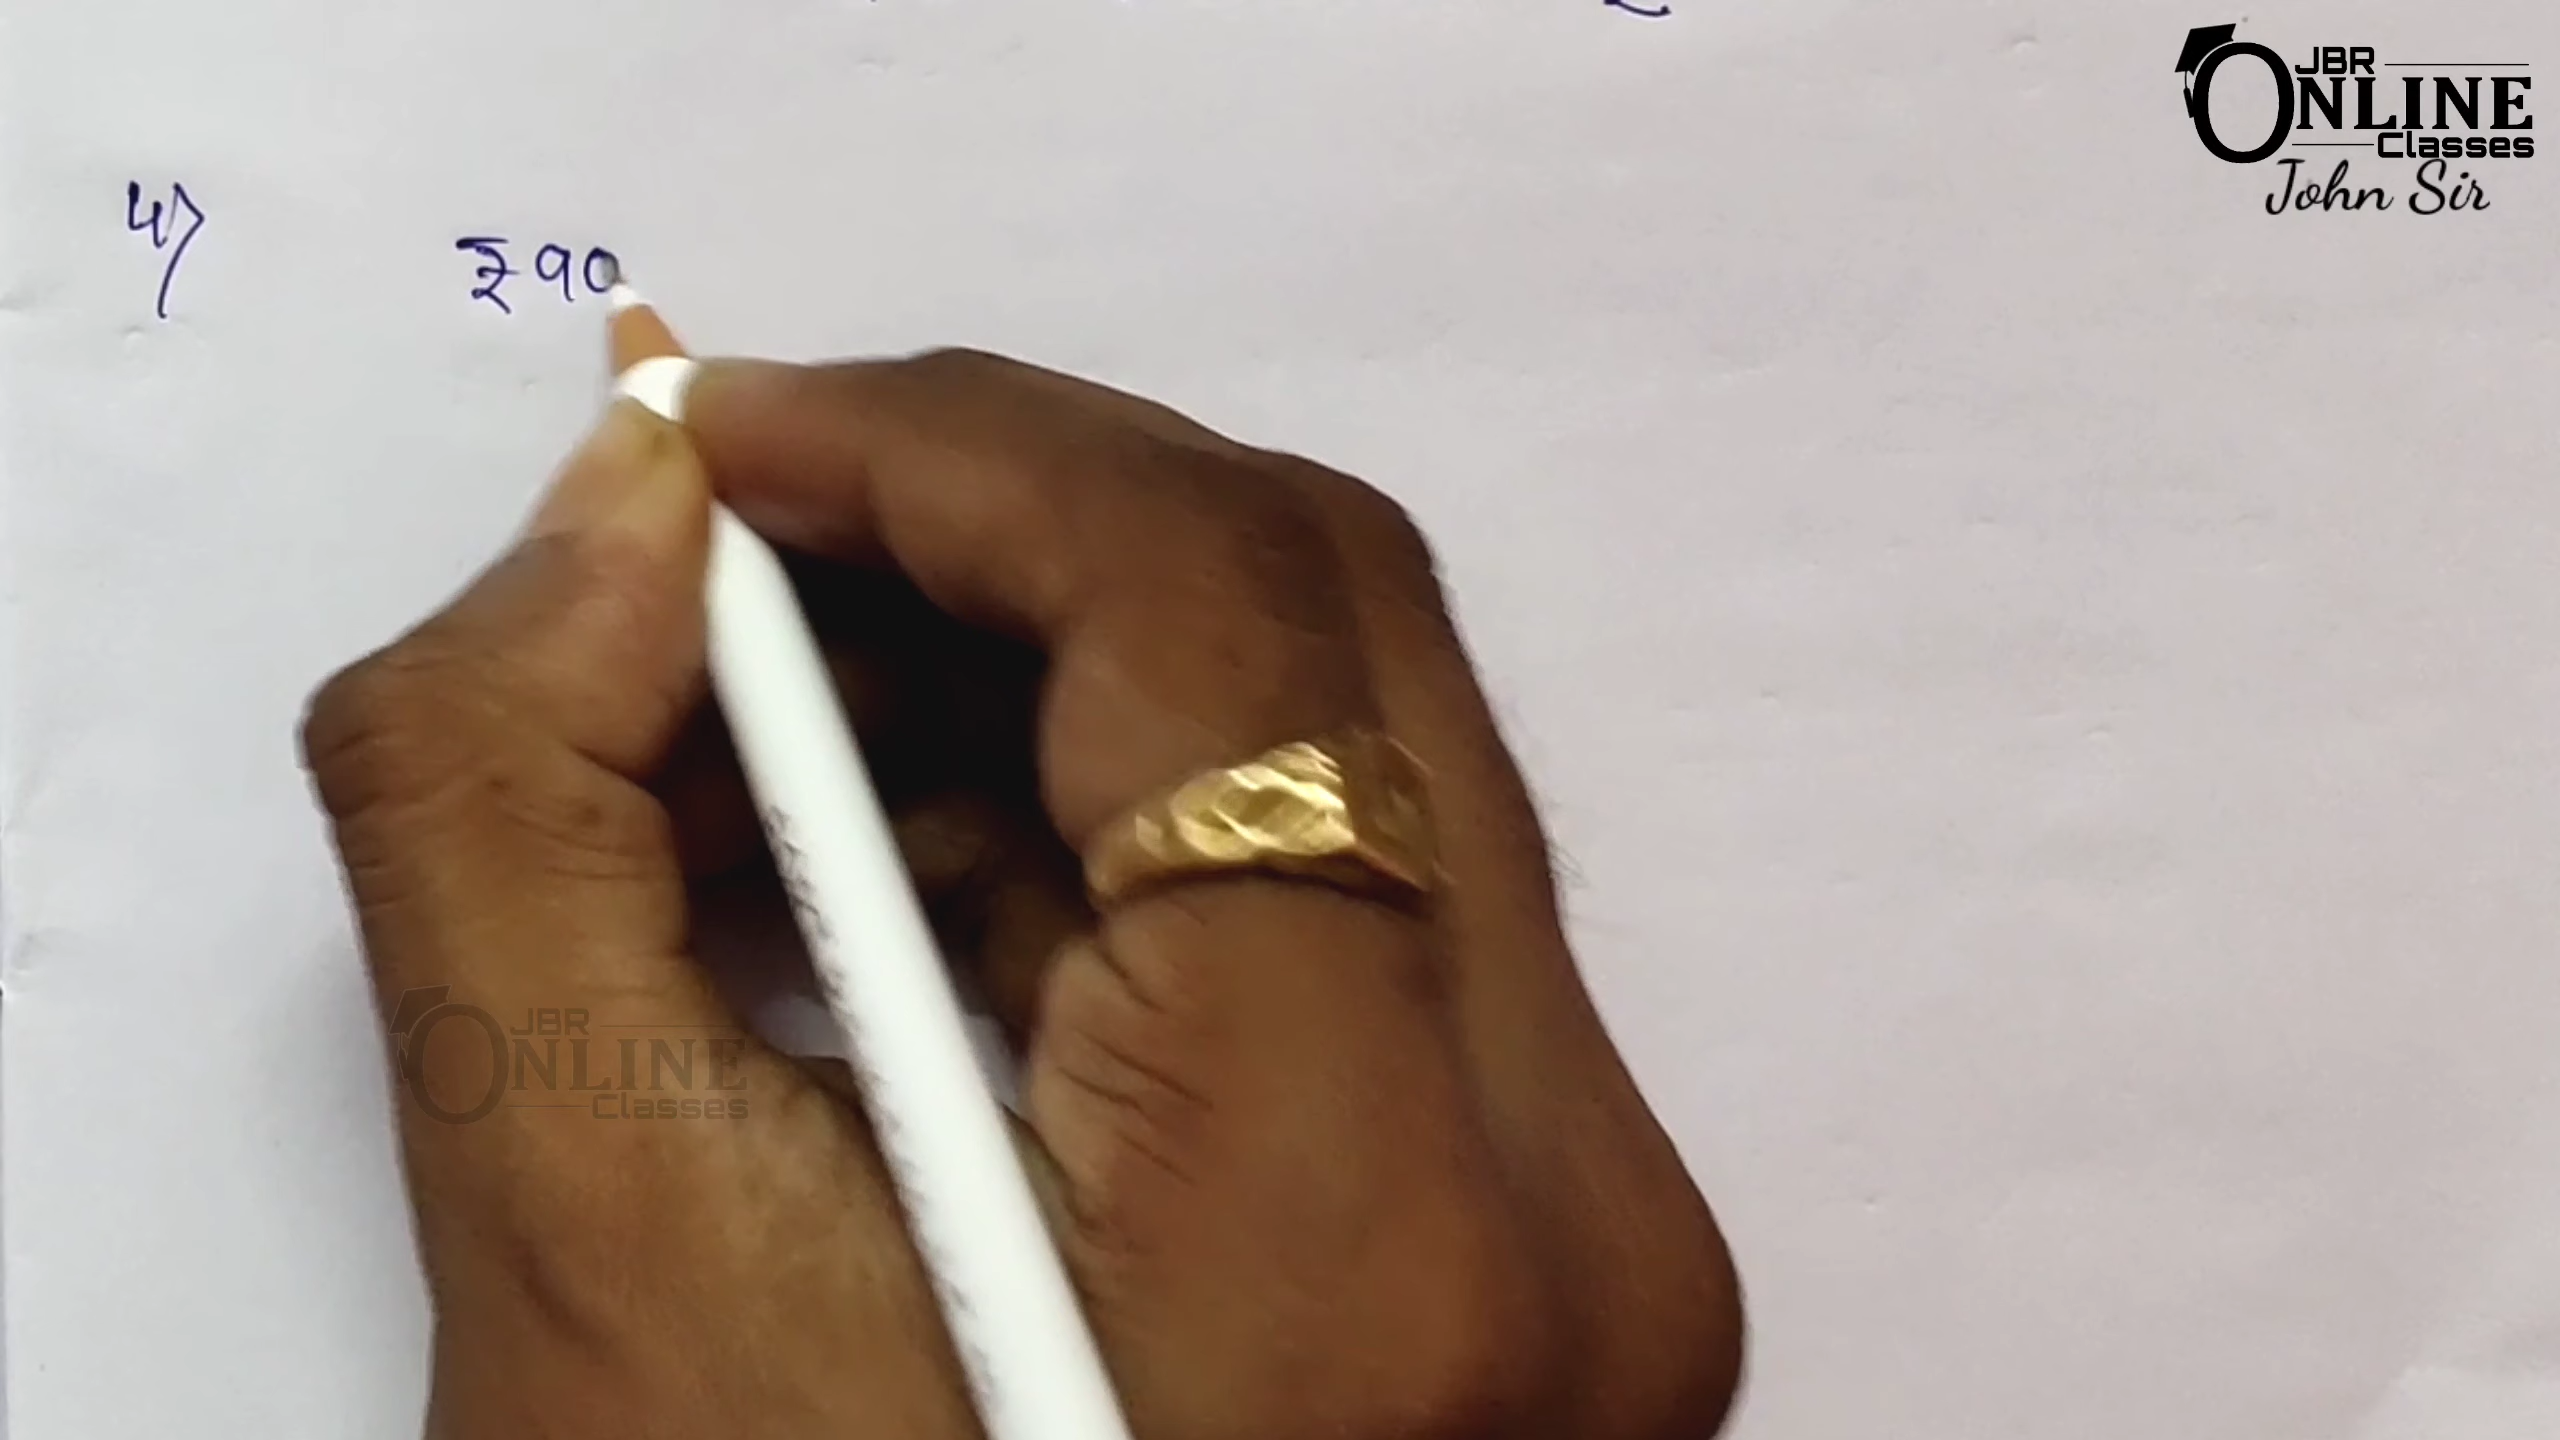 JBR
ONLINE
Classes
John Sir
4)
₹90
JBR
ONLINE
Classes